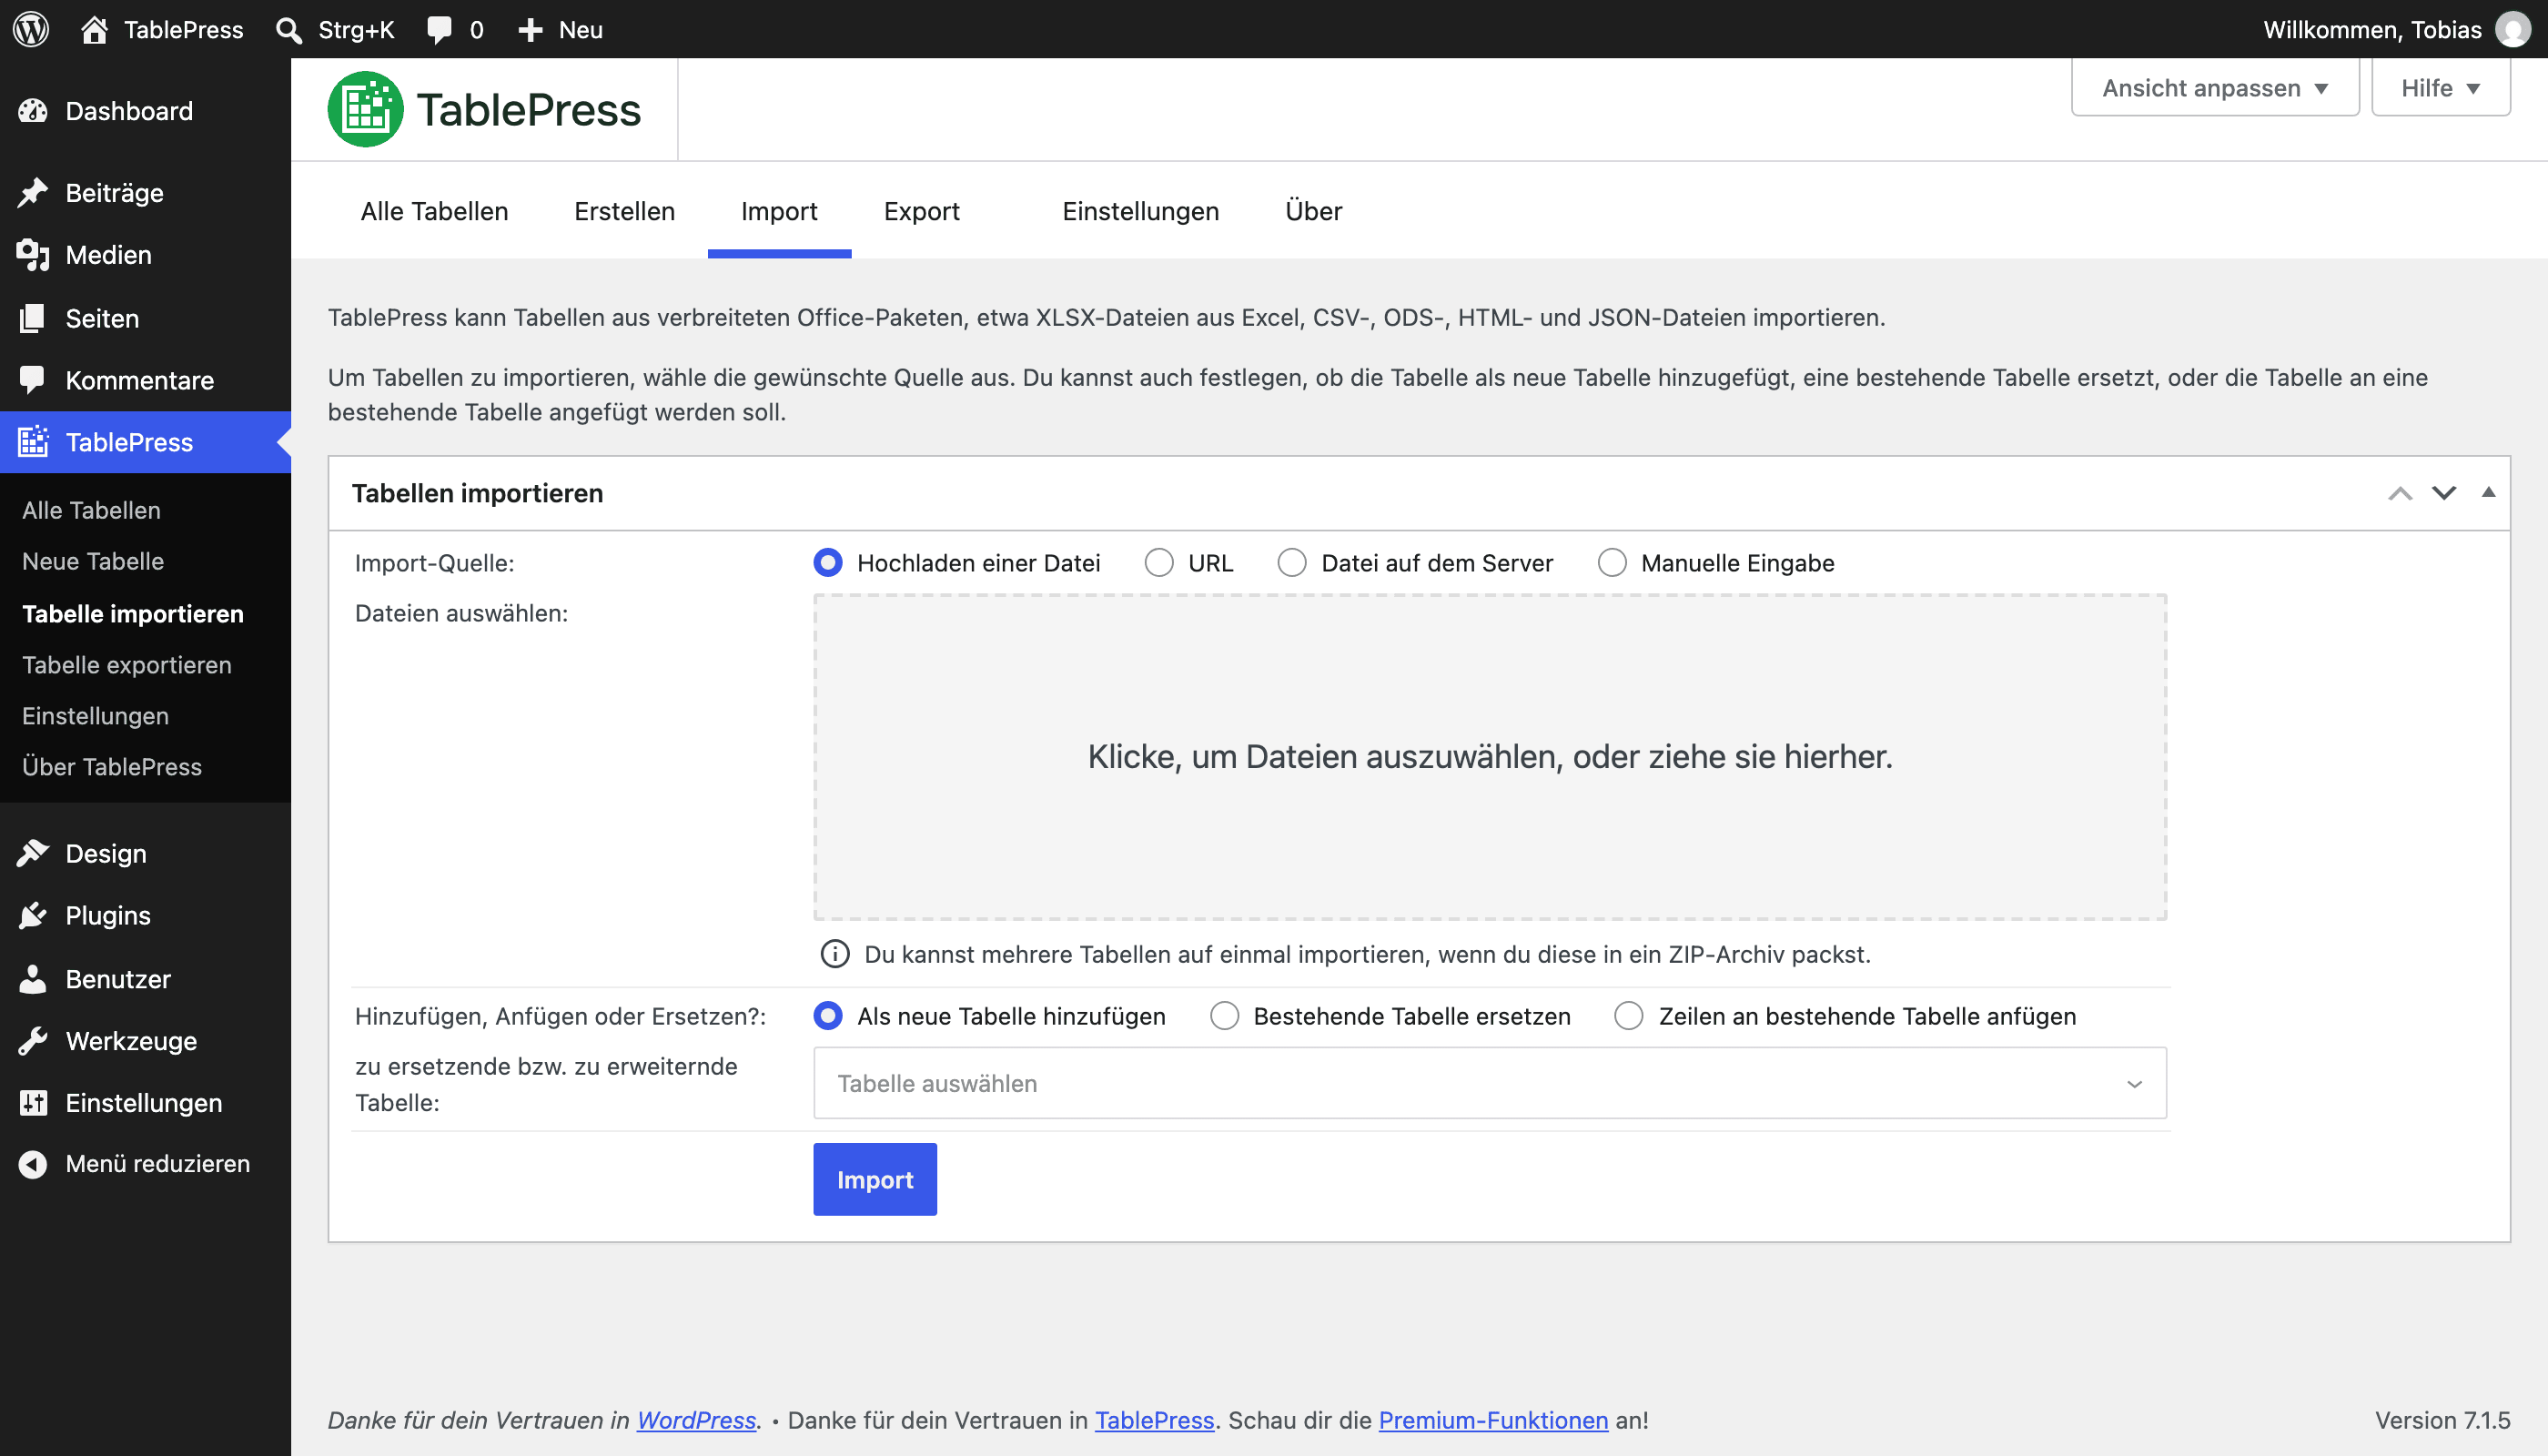 TablePress
Strg+K
0
Neu
Willkommen, Tobias
Dashboard
Beiträge
Medien
Seiten
Kommentare
TablePress
Alle Tabellen
Neue Tabelle
Tabelle importieren
Tabelle exportieren
Einstellungen
Über TablePress
Design
Plugins
Benutzer
Werkzeuge
Einstellungen
Menü reduzieren
TablePress
Ansicht anpassen
Hilfe
Alle Tabellen
Erstellen
Import
Export
Einstellungen
Über
TablePress kann Tabellen aus verbreiteten Office-Paketen, etwa XLSX-Dateien aus Excel, CSV-, ODS-, HTML- und JSON-Dateien importieren.
Um Tabellen zu importieren, wähle die gewünschte Quelle aus. Du kannst auch festlegen, ob die Tabelle als neue Tabelle hinzugefügt, eine bestehende Tabelle ersetzt, oder die Tabelle an eine
bestehende Tabelle angefügt werden soll.
Tabellen importieren
Import-Quelle:
Hochladen einer Datei
URL
Datei auf dem Server
Manuelle Eingabe
Dateien auswählen:
Klicke, um Dateien auszuwählen, oder ziehe sie hierher.
Du kannst mehrere Tabellen auf einmal importieren, wenn du diese in ein ZIP-Archiv packst.
Hinzufügen, Anfügen oder Ersetzen?:
Als neue Tabelle hinzufügen
Bestehende Tabelle ersetzen
Zeilen an bestehende Tabelle anfügen
zu ersetzende bzw. zu erweiternde
Tabelle:
Tabelle auswählen
Import
Danke für dein Vertrauen in WordPress. • Danke für dein Vertrauen in TablePress. Schau dir die Premium-Funktionen an!
Version 7.1.5